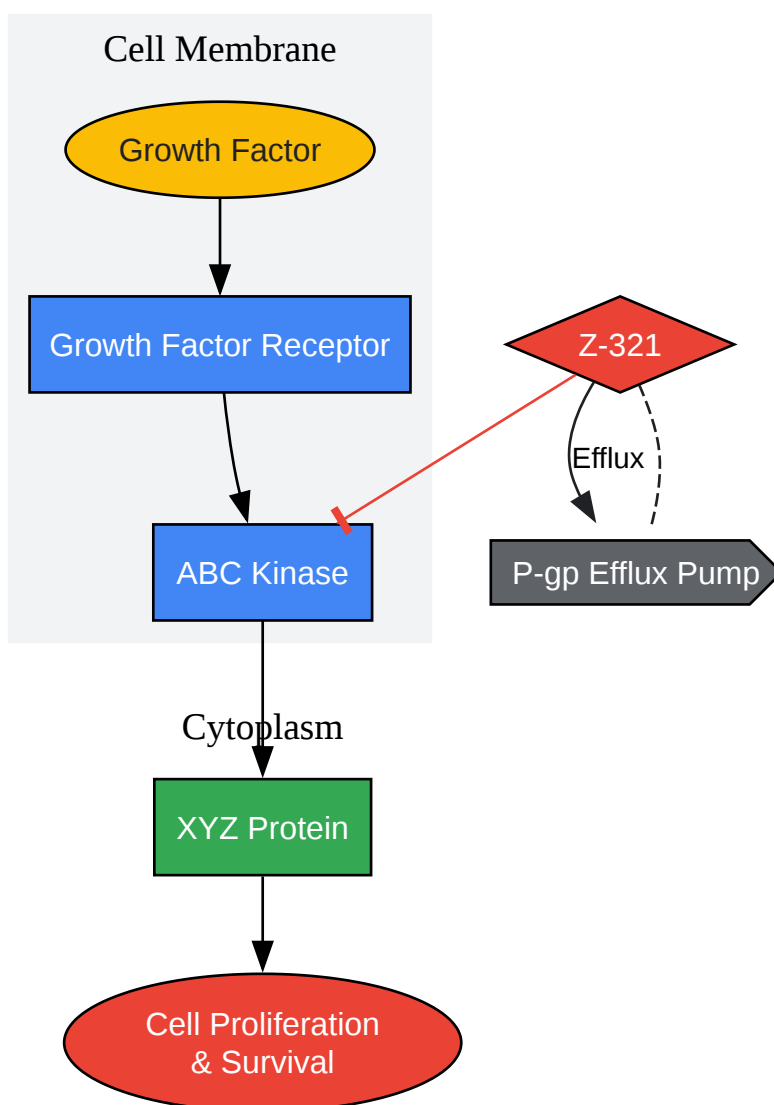 Cell Membrane
Growth Factor
Growth Factor Receptor
Z-321
Efflux
ABC Kinase
P-gp Efflux Pump
Cytoplasm
XYZ Protein
Cell Proliferation
& Survival